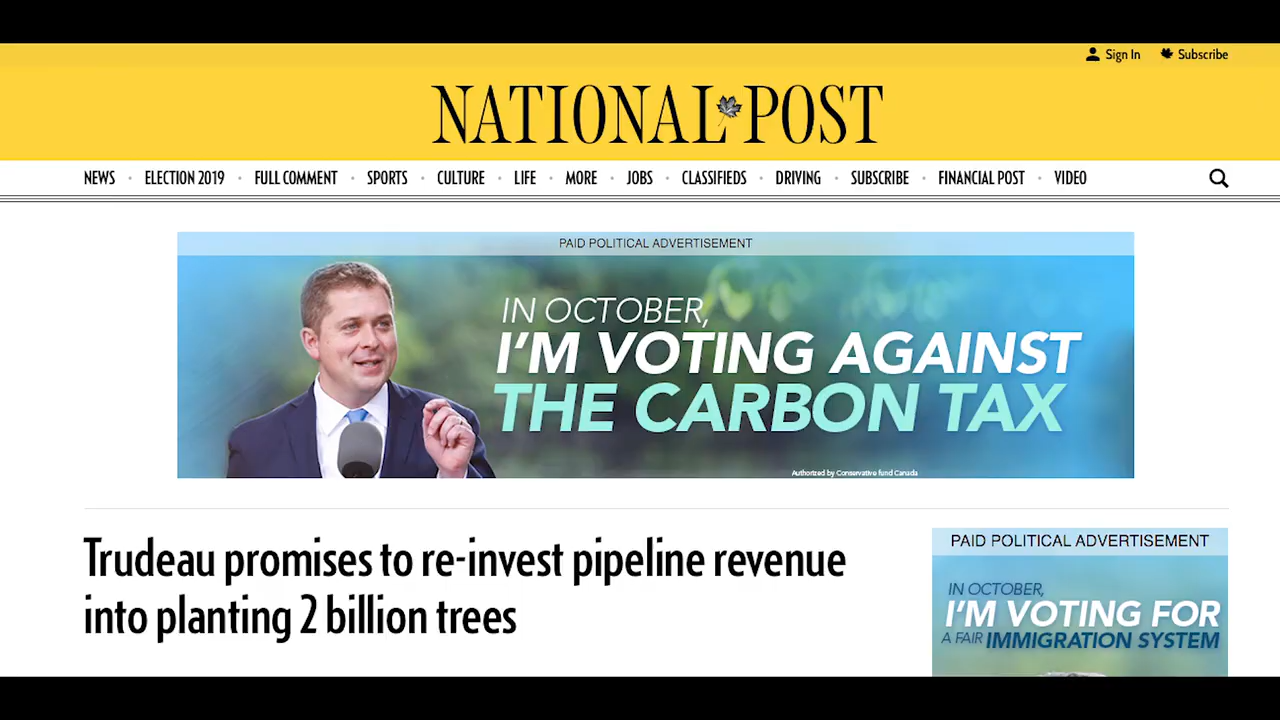 Sign In Subscribe
NATIONAL POST
NEWS • ELECTION 2019 • FULL COMMENT • SPORTS • CULTURE • LIFE • MORE • JOBS • CLASSIFIEDS • DRIVING • SUBSCRIBE • FINANCIAL POST • VIDEO
PAID POLITICAL ADVERTISEMENT
IN OCTOBER,
I'M VOTING AGAINST
THE CARBON TAX
Authorized by Conservative fund Canada
Trudeau promises to re-invest pipeline revenue
into planting 2 billion trees
PAID POLITICAL ADVERTISEMENT
IN OCTOBER,
I'M VOTING FOR
A FAIR IMMIGRATION SYSTEM